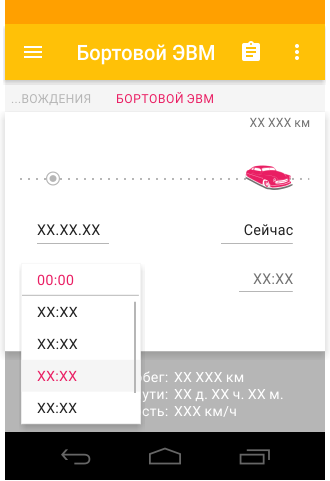 Бортовой ЭВМ
...ВОЖДЕНИЯ БОРТОВОЙ ЭВМ
XX XXX км
XX.XX.XX Сейчас
00:00 XX:XX
XX:XX
XX:XX
XX:XX
XX:XX
обег: XX XXX км
ути: XX д. XX ч. XX м.
сть: XXX км/ч